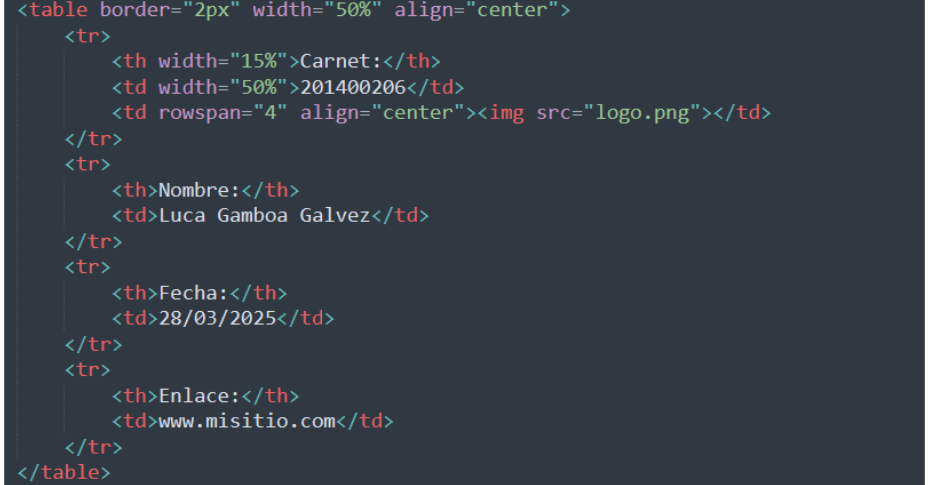 <table border="2px" width="50%" align="center">
    <tr>
        <th width="15%">Carnet:</th>
        <td width="50%">201400206</td>
        <td rowspan="4" align="center"><img src="logo.png"></td>
    </tr>
    <tr>
        <th>Nombre:</th>
        <td>Luca Gamboa Galvez</td>
    </tr>
    <tr>
        <th>Fecha:</th>
        <td>28/03/2025</td>
    </tr>
    <tr>
        <th>Enlace:</th>
        <td>www.misitio.com</td>
    </tr>
</table>